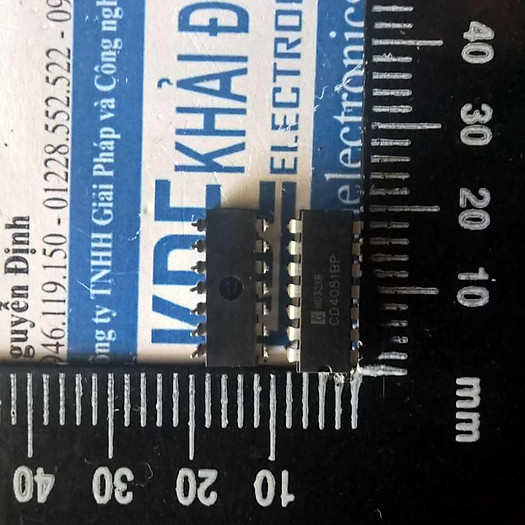 guyễn Định
946.119.150 - 01228.552.522 - 09
ông ty TNHH Giải Pháp và Công ngh
KDE KHẢI Đ
ELECTRON
electronics
HU32KB
CD4081BP
40 30 20 10 mm
40 30 20 10